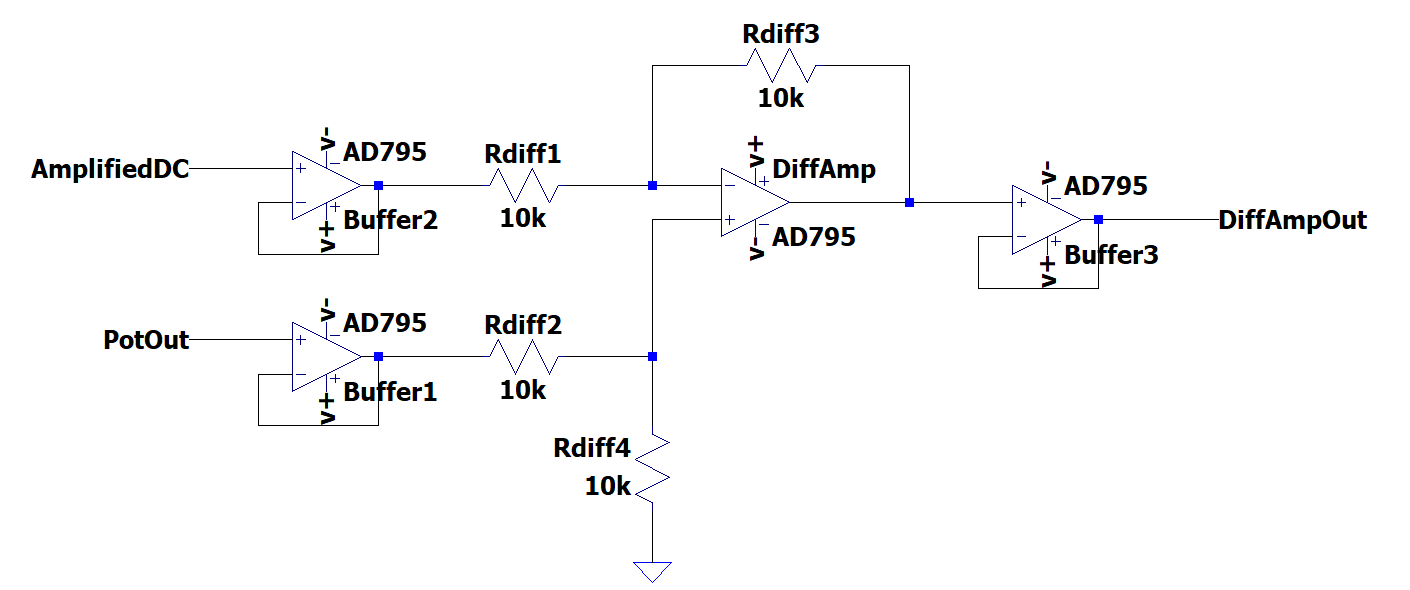 Rdiff3
10k
AmplifiedDC
v-
AD795
Buffer2
v+
Rdiff1
10k
v+
DiffAmp
AD795
v-
v-
AD795
Buffer3
v+
DiffAmpOut
PotOut
v-
AD795
Buffer1
v+
Rdiff2
10k
Rdiff4
10k